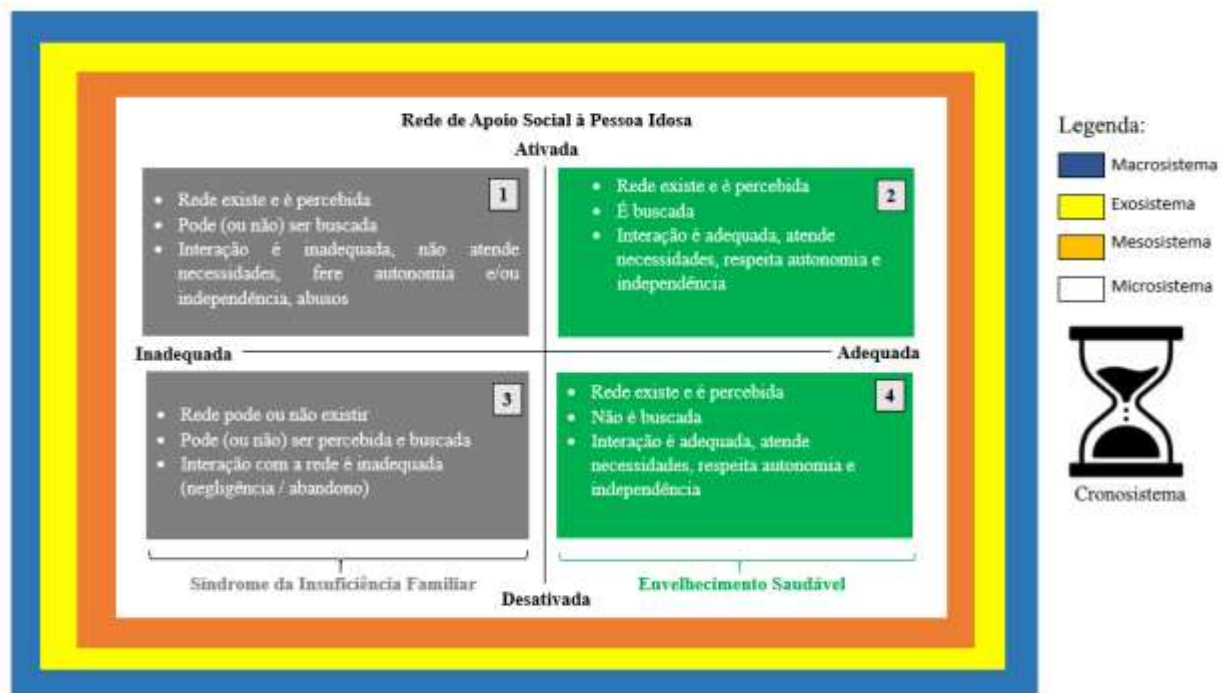 Rede de Apoio Social à Pessoa Idosa
Ativada
1
• Rede existe e é percebida
• Pode (ou não) ser buscada
• Interação é inadequada, não atende
necessidades, fere autonomia e/ou
independência, abusos
2
• Rede existe e é percebida
• É buscada
• Interação é adequada, atende
necessidades, respeita autonomia e
independência
Inadequada
Adequada
3
• Rede pode ou não existir
• Pode (ou não) ser percebida e buscada
• Interação com a rede é inadequada
(negligência / abandono)
4
• Rede existe e é percebida
• Não é buscada
• Interação é adequada, atende
necessidades, respeita autonomia e
independência
Síndrome da Insuficiência Familiar
Envelhecimento Saudável
Desativada
Legenda:
Macrosistema
Exosistema
Mesosistema
Microsistema
Cronosistema